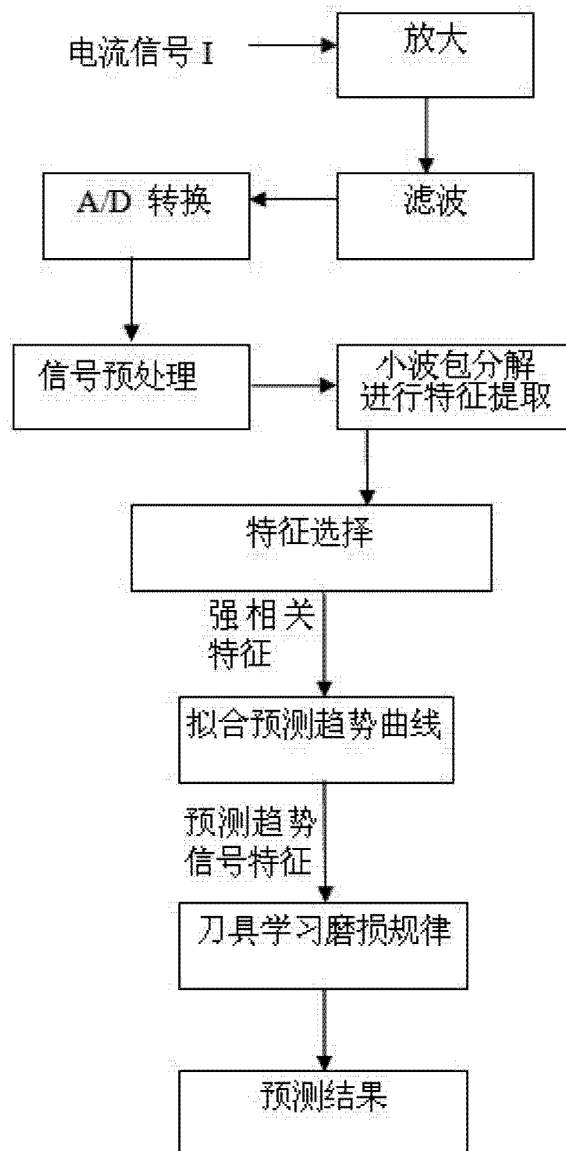 电流信号 I
放大
滤波
A/D 转换
信号预处理
小波包分解
进行特征提取
特征选择
强相关
特征
拟合预测趋势曲线
预测趋势
信号特征
刀具学习磨损规律
预测结果